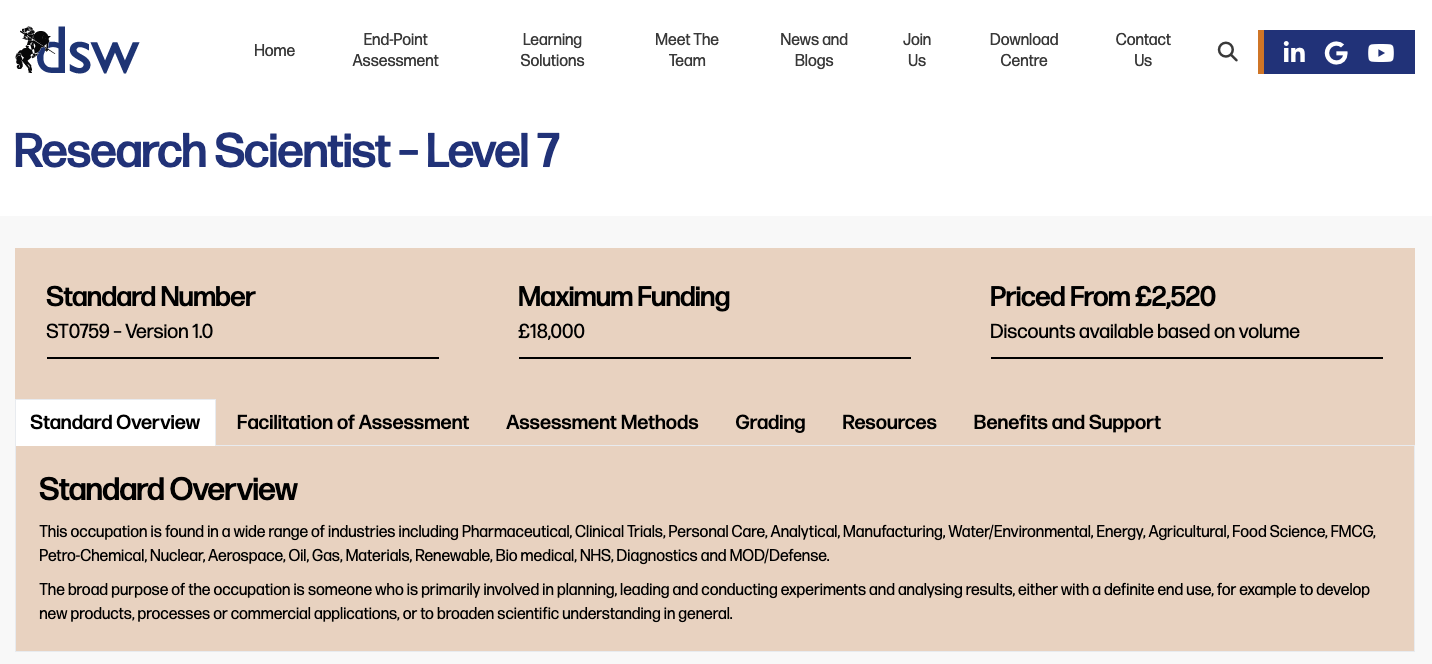 dsw
Home
End-Point
Assessment
Learning
Solutions
Meet The
Team
News and
Blogs
Join
Us
Download
Centre
Contact
Us
in G
Research Scientist – Level 7
Standard Number
ST0759 – Version 1.0
Maximum Funding
£18,000
Priced From £2,520
Discounts available based on volume
Standard Overview
Facilitation of Assessment
Assessment Methods
Grading
Resources
Benefits and Support
Standard Overview
This occupation is found in a wide range of industries including Pharmaceutical, Clinical Trials, Personal Care, Analytical, Manufacturing, Water/Environmental, Energy, Agricultural, Food Science, FMCG,
Petro-Chemical, Nuclear, Aerospace, Oil, Gas, Materials, Renewable, Bio medical, NHS, Diagnostics and MOD/Defense.
The broad purpose of the occupation is someone who is primarily involved in planning, leading and conducting experiments and analysing results, either with a definite end use, for example to develop
new products, processes or commercial applications, or to broaden scientific understanding in general.